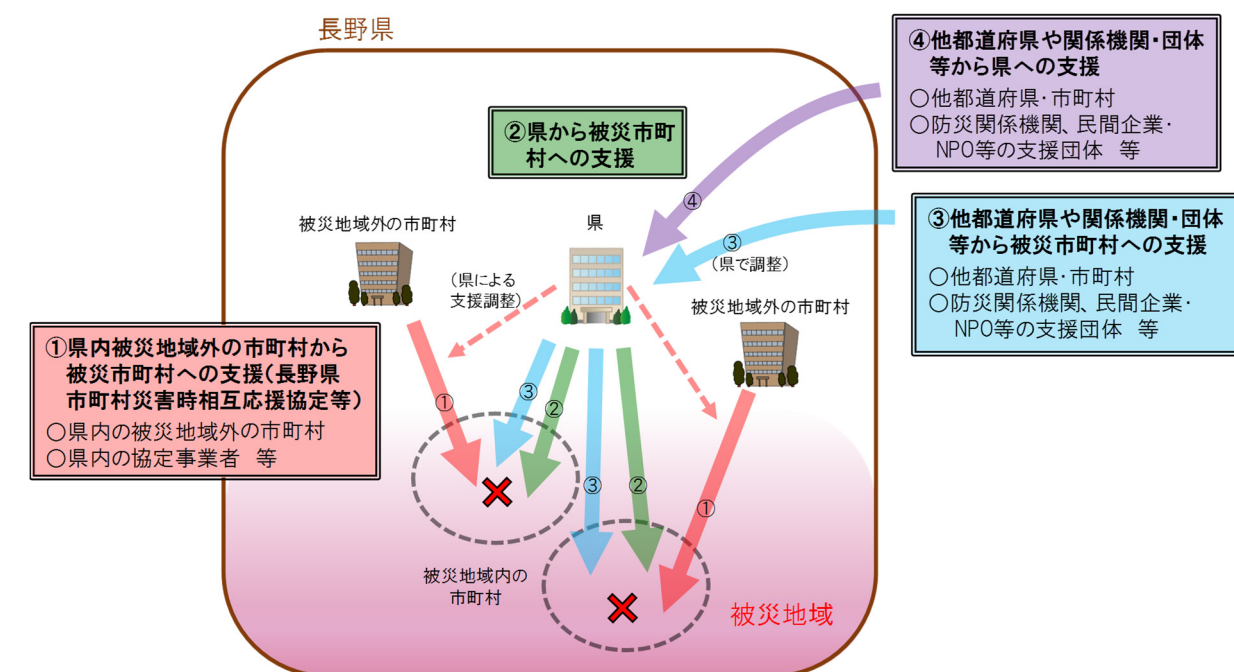 長野県
④他都道府県や関係機関・団体
等から県への支援
○他都道府県・市町村
○防災関係機関、民間企業・
NPO等の支援団体 等
②県から被災市町
村への支援
③他都道府県や関係機関・団体
等から被災市町村への支援
○他都道府県・市町村
○防災関係機関、民間企業・
NPO等の支援団体 等
④
被災地域外の市町村
県
③
(県で調整)
(県による
支援調整)
被災地域外の市町村
①県内被災地域外の市町村から
被災市町村への支援(長野県
市町村災害時相互応援協定等)
○県内の被災地域外の市町村
○県内の協定事業者 等
①
③
②
③
②
①
被災地域内の
市町村
被災地域